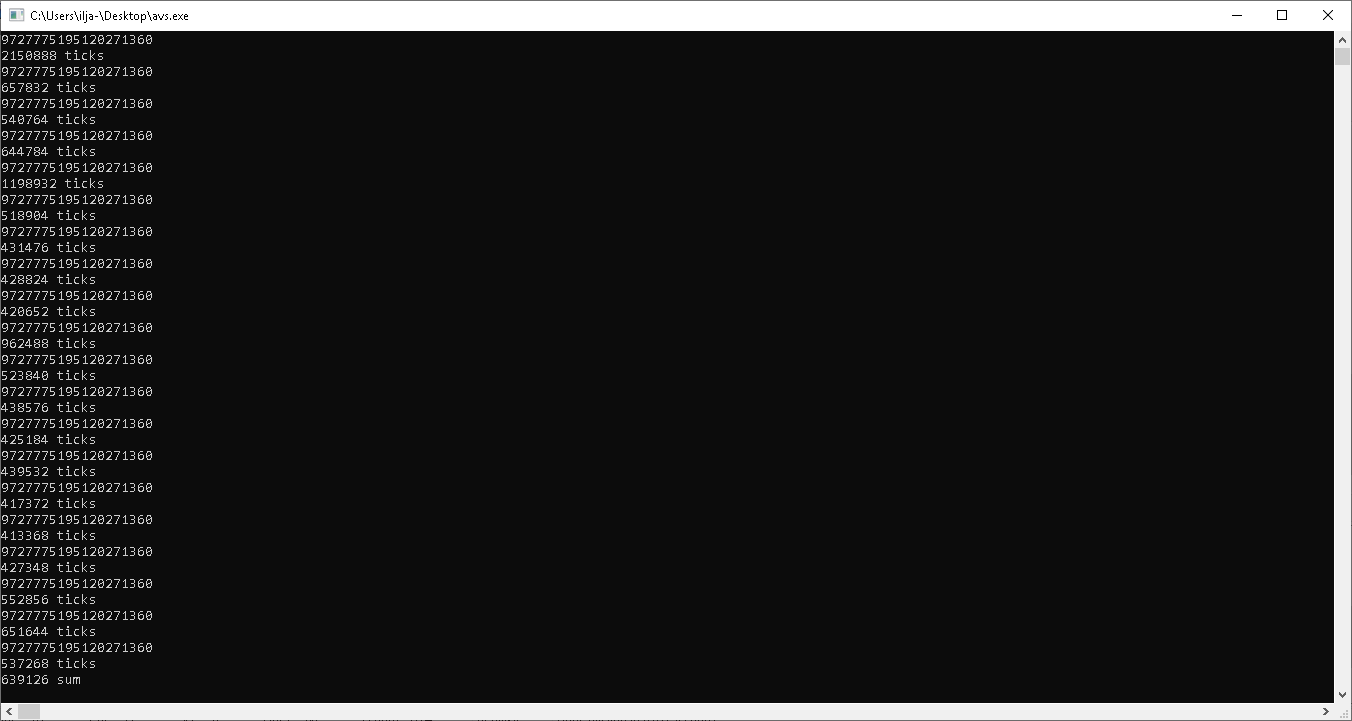 C:\Users\ilja-\Desktop\avs.exe
9727775195120271360
2150888 ticks
9727775195120271360
657832 ticks
9727775195120271360
540764 ticks
9727775195120271360
644784 ticks
9727775195120271360
1198932 ticks
9727775195120271360
518904 ticks
9727775195120271360
431476 ticks
9727775195120271360
428824 ticks
9727775195120271360
420652 ticks
9727775195120271360
962488 ticks
9727775195120271360
523840 ticks
9727775195120271360
438576 ticks
9727775195120271360
425184 ticks
9727775195120271360
439532 ticks
9727775195120271360
417372 ticks
9727775195120271360
413368 ticks
9727775195120271360
427348 ticks
9727775195120271360
552856 ticks
9727775195120271360
651644 ticks
9727775195120271360
537268 ticks
639126 sum